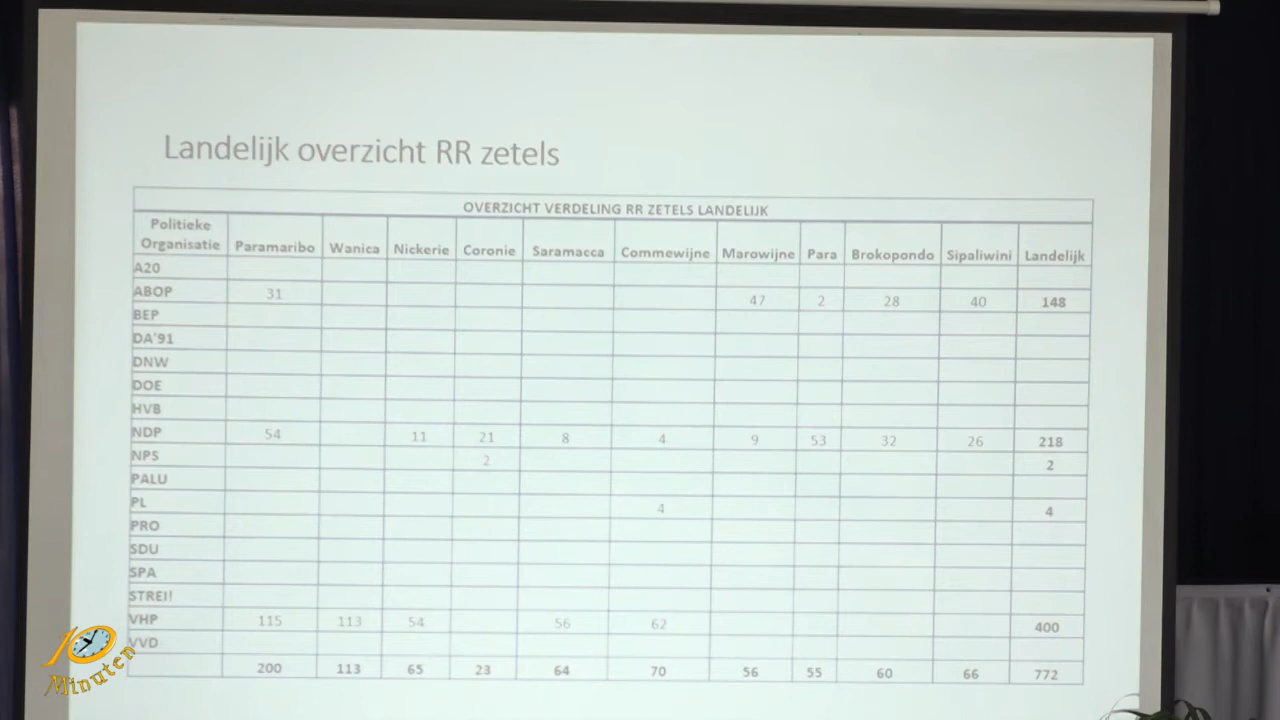 Landelijk overzicht RR zetels
OVERZICHT VERDELING RR ZETELS LANDELIJK
Politieke Organisatie Paramaribo Wanica Nickerie Coronie Saramacca Commewijne Marowijne Para Brokopondo Sipaliwini Landelijk
A20
ABOP 31 47 2 28 40 148
BEP
DA'91
DNW
DOE
HVB
NDP 54 11 21 8 4 9 53 32 26 218
NPS 2 2
PALU
PL 4 4
PRO
SDU
SPA
STREI!
VHP 115 113 54 56 62 400
VVD
200 113 65 23 64 70 56 55 60 66 772
10 Minuten